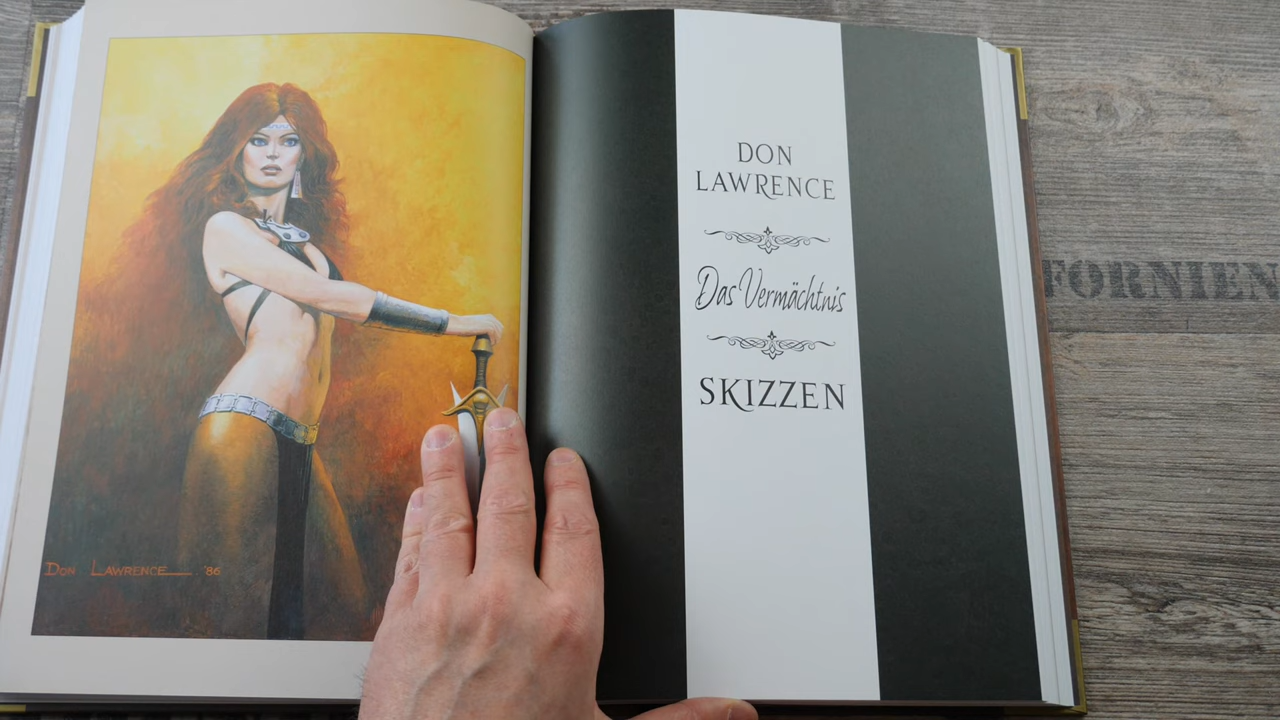 DON LAWRENCE '86
DON
LAWRENCE
Das Vermächtnis
SKIZZEN
FORNIEN